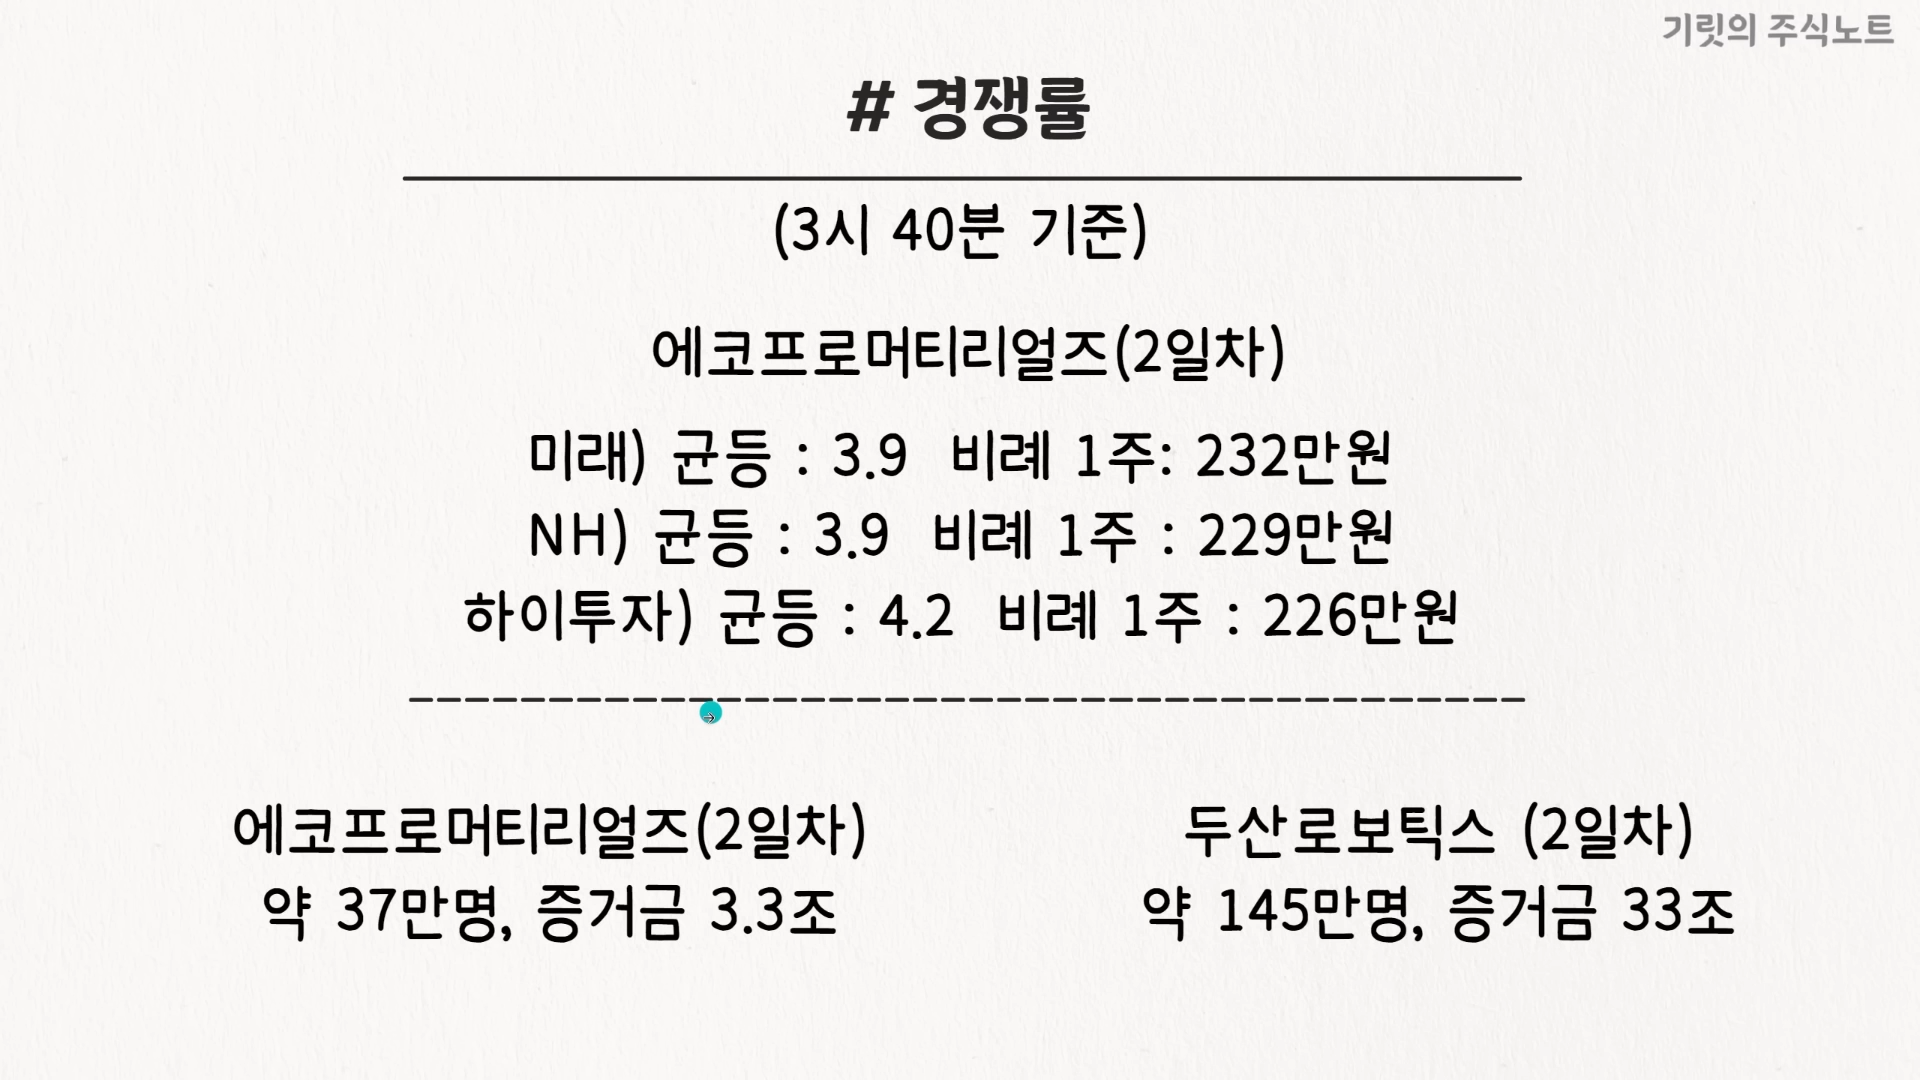 기릿의 주식노트
# 경쟁률
(3시 40분 기준)
에코프로머티리얼즈(2일차)
미래) 균등 : 3.9 비례 1주: 232만원
NH) 균등 : 3.9 비례 1주 : 229만원
하이투자) 균등 : 4.2 비례 1주 : 226만원
에코프로머티리얼즈(2일차)
약 37만명, 증거금 3.3조
두산로보틱스 (2일차)
약 145만명, 증거금 33조